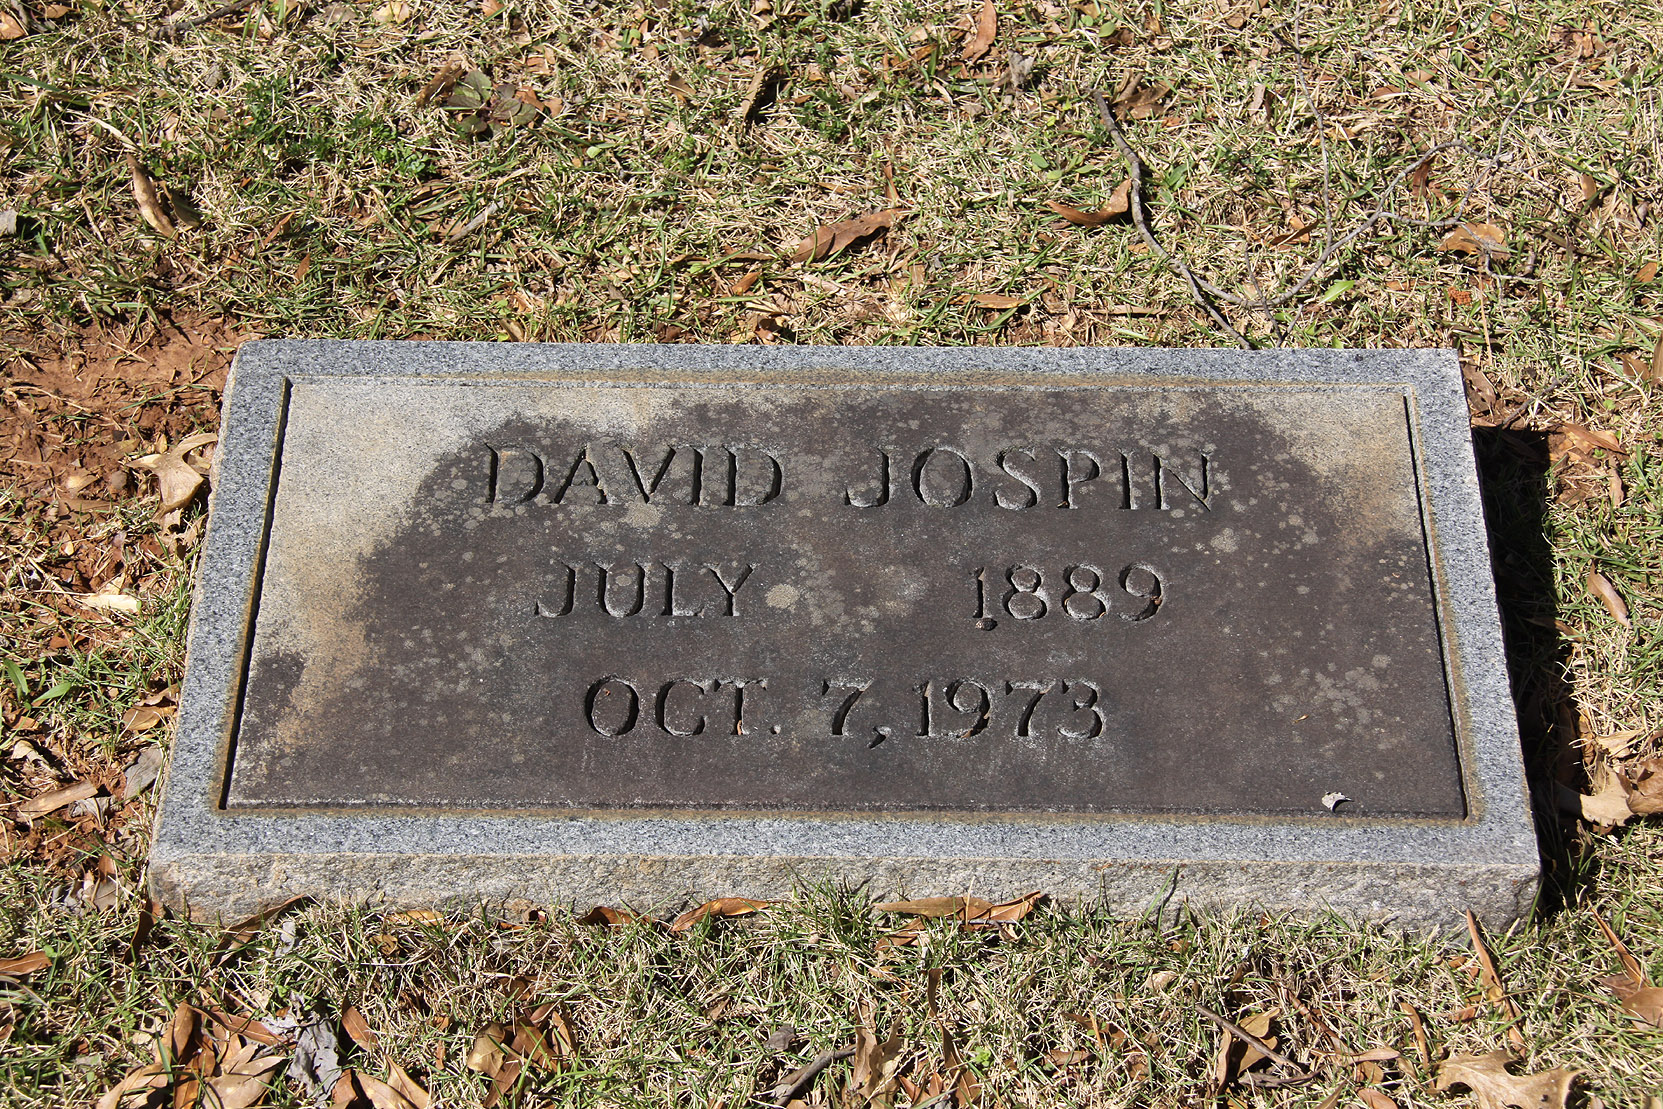 DAVID JOSPIN
JULY 1889
OCT. 7, 1973